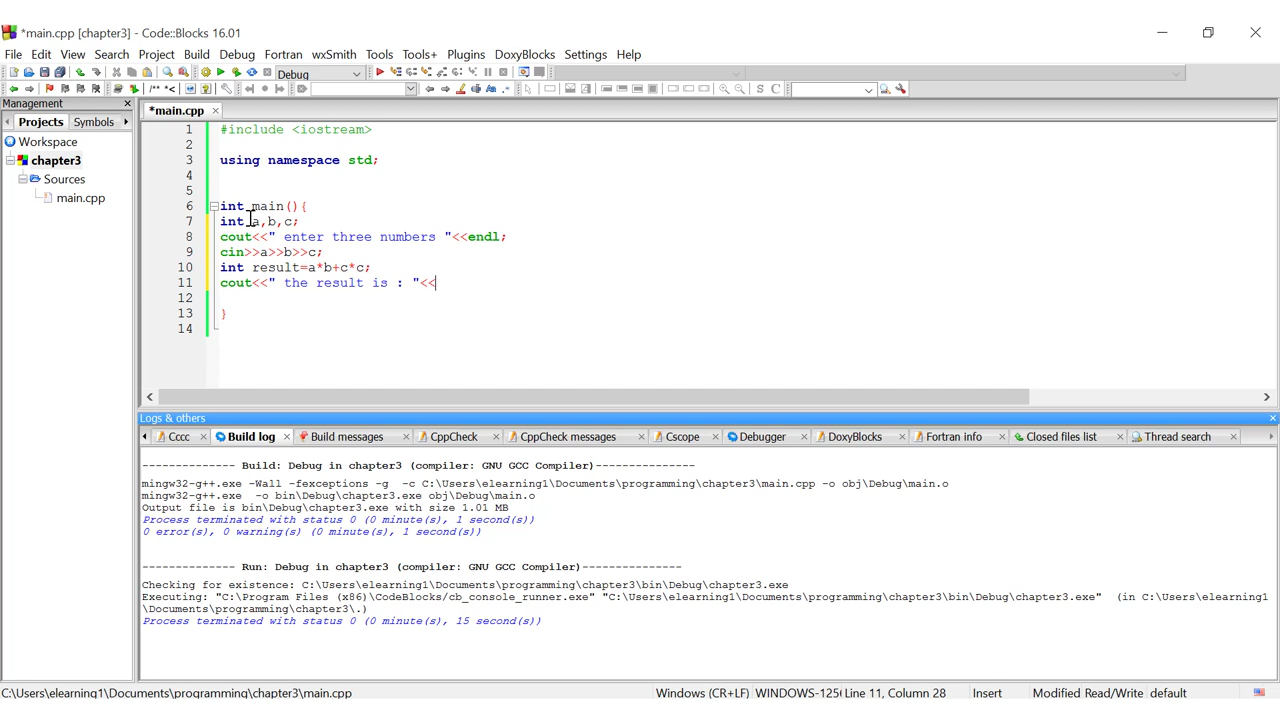 *main.cpp [chapter3] - Code::Blocks 16.01
File Edit View Search Project Build Debug Fortran wxSmith Tools Tools+ Plugins DoxyBlocks Settings Help
Debug
/** *<
S C
Management
*main.cpp
Projects Symbols
Workspace
chapter3
Sources
main.cpp
1 #include <iostream>
2
3 using namespace std;
4
5
6 int main(){
7 int a,b,c;
8 cout<<" enter three numbers "<<endl;
9 cin>>a>>b>>c;
10 int result=a*b+c*c;
11 cout<<" the result is : "<<
12
13 }
14
Logs & others
Cccc Build log Build messages CppCheck CppCheck messages Cscope Debugger DoxyBlocks Fortran info Closed files list Thread search
-------------- Build: Debug in chapter3 (compiler: GNU GCC Compiler)---------------
mingw32-g++.exe -Wall -fexceptions -g -c C:\Users\elearning1\Documents\programming\chapter3\main.cpp -o obj\Debug\main.o
mingw32-g++.exe -o bin\Debug\chapter3.exe obj\Debug\main.o
Output file is bin\Debug\chapter3.exe with size 1.01 MB
Process terminated with status 0 (0 minute(s), 1 second(s))
0 error(s), 0 warning(s) (0 minute(s), 1 second(s))
-------------- Run: Debug in chapter3 (compiler: GNU GCC Compiler)---------------
Checking for existence: C:\Users\elearning1\Documents\programming\chapter3\bin\Debug\chapter3.exe
Executing: "C:\Program Files (x86)\CodeBlocks/cb_console_runner.exe" "C:\Users\elearning1\Documents\programming\chapter3\bin\Debug\chapter3.exe" (in C:\Users\elearning1
\Documents\programming\chapter3\.)
Process terminated with status 0 (0 minute(s), 15 second(s))
C:\Users\elearning1\Documents\programming\chapter3\main.cpp Windows (CR+LF) WINDOWS-125 Line 11, Column 28 Insert Modified Read/Write default